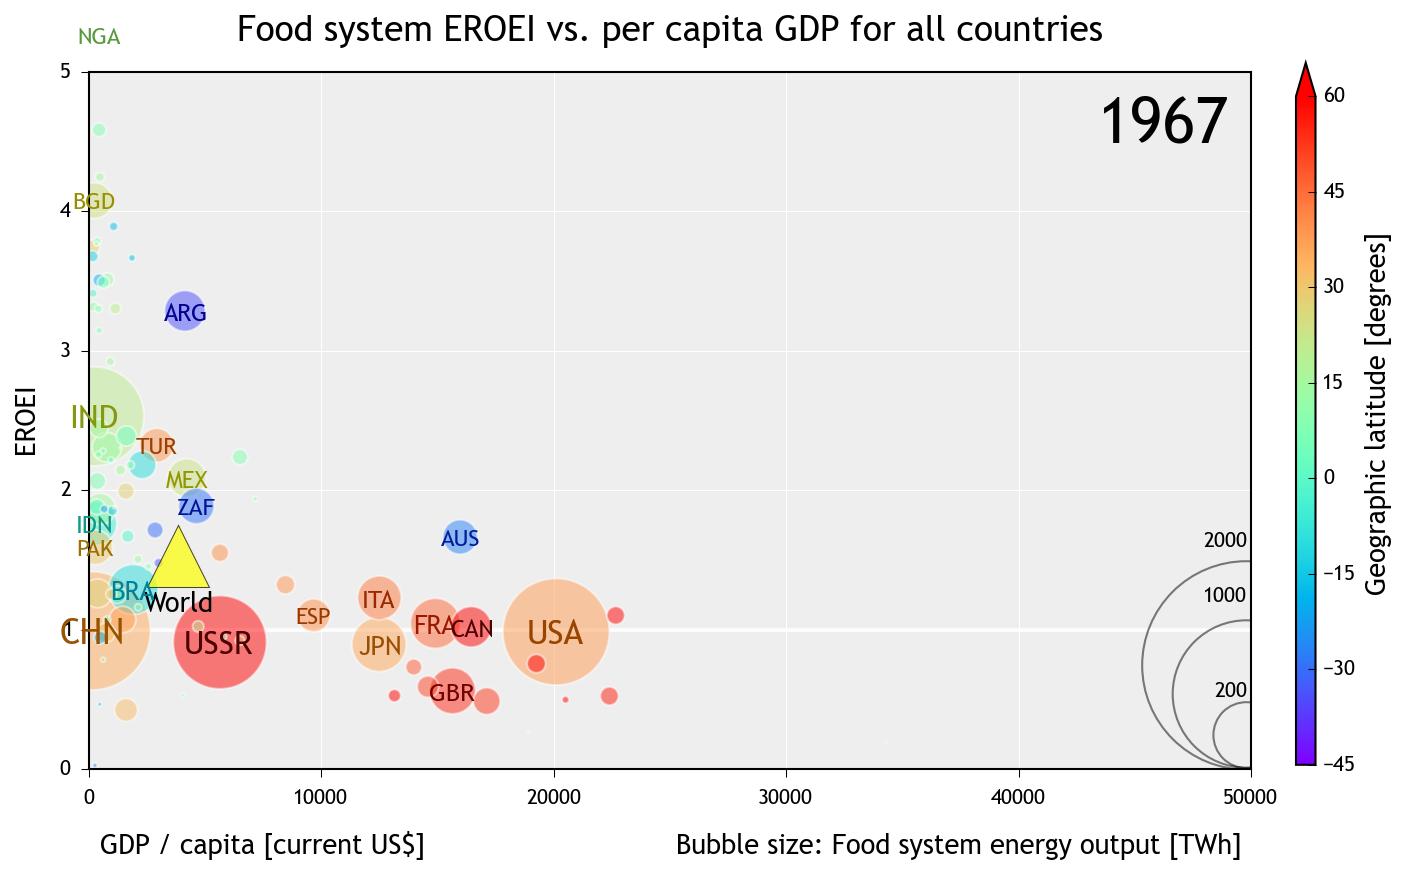 Food system EROEI vs. per capita GDP for all countries
NGA
1967
5
4
3
2
1
0
EROEI
BGD
ARG
IND
TUR
MEX
ZAF
IDN
AUS
PAK
BRA
World
ITA
ESP
FRA
CAN
CHN
USSR
JPN
USA
GBR
2000
1000
200
0
10000
20000
30000
40000
50000
GDP / capita [current US$]
Bubble size: Food system energy output [TWh]
60
45
30
15
0
−15
−30
−45
Geographic latitude [degrees]